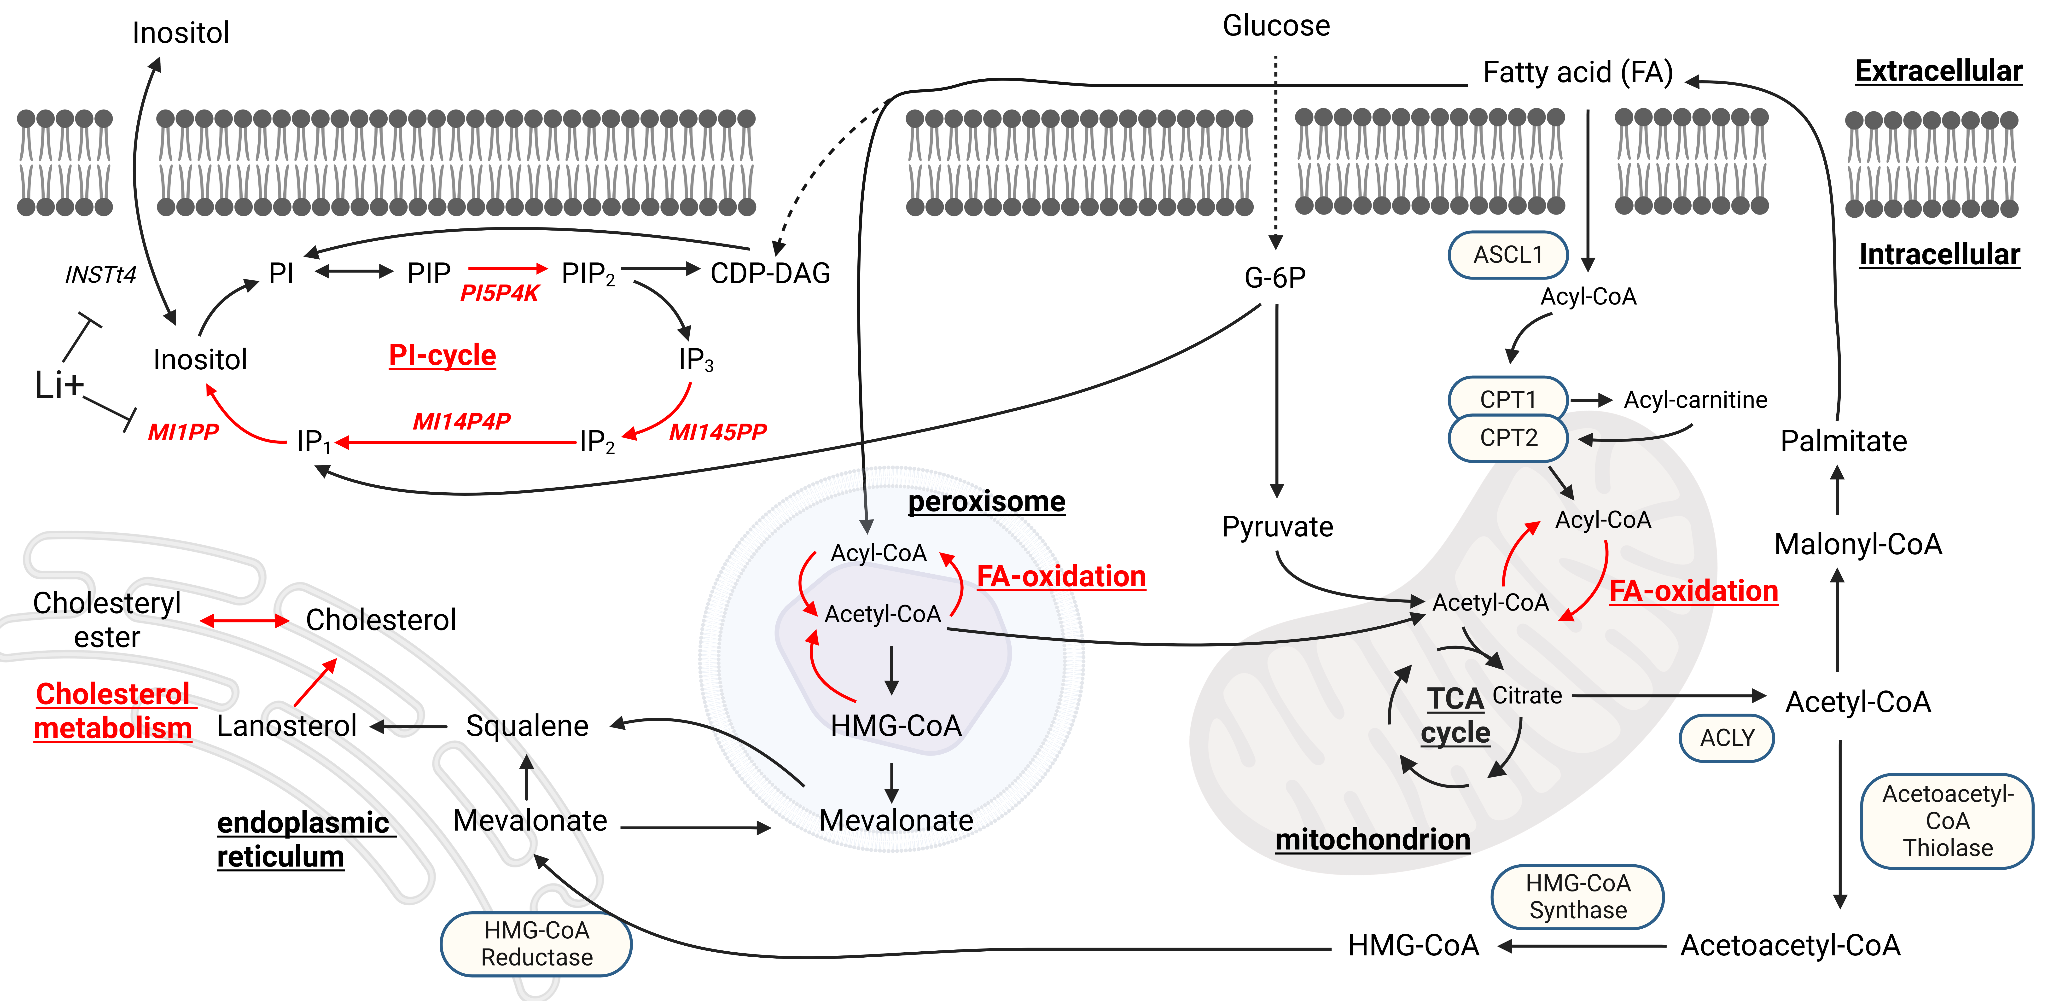 Inositol
Glucose
Fatty acid (FA)
Extracellular
Intracellular
INSTt4
PI
PIP
PI5P4K
PIP2
CDP-DAG
G-6P
ASCL1
Acyl-CoA
Inositol
PI-cycle
IP3
Li+
MI1PP
IP1
MI14P4P
IP2
MI145PP
CPT1
Acyl-carnitine
CPT2
Palmitate
peroxisome
Pyruvate
Acyl-CoA
Malonyl-CoA
Acyl-CoA
FA-oxidation
FA-oxidation
Cholesteryl
ester
Cholesterol
Acetyl-CoA
Acetyl-CoA
Cholesterol
metabolism
Lanosterol
Squalene
HMG-CoA
TCA
cycle
Citrate
Acetyl-CoA
ACLY
endoplasmic
reticulum
Mevalonate
Mevalonate
mitochondrion
Acetoacetyl-
CoA
Thiolase
HMG-CoA
Synthase
HMG-CoA
Reductase
HMG-CoA
Acetoacetyl-CoA